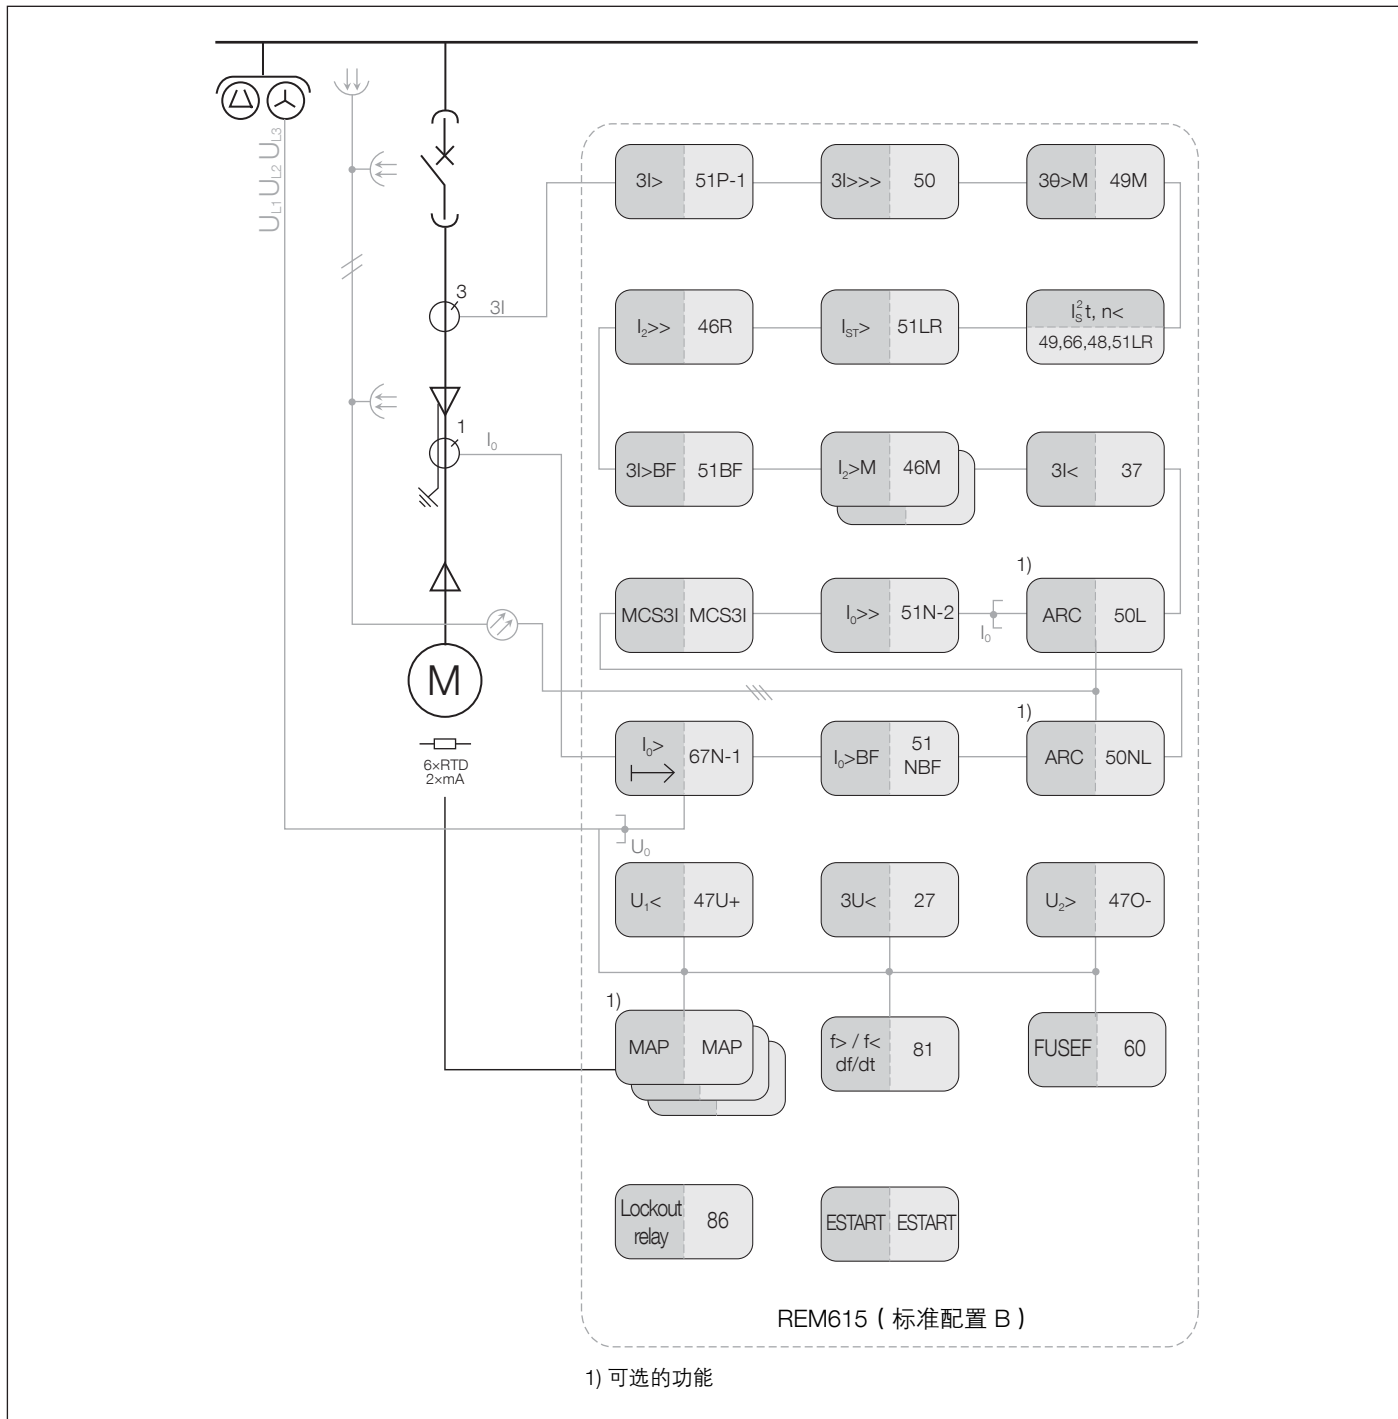 U_L1 U_L2 U_L3
3I> 51P-1
3I>>> 50
3θ>M 49M
3
3I
I₂>> 46R
I_ST> 51LR
I_S²t, n<
49,66,48,51LR
1
I₀
3I>BF 51BF
I₂>M 46M
3I< 37
1)
MCS3I MCS3I
I₀>> 51N-2
I₀
ARC 50L
M
1)
I₀> 67N-1
I₀>BF 51
NBF
ARC 50NL
6×RTD
2×mA
U₀
U₁< 47U+
3U< 27
U₂> 47O-
1)
MAP MAP
f> / f<
df/dt
81
FUSEF 60
Lockout
relay
86
ESTART ESTART
REM615（标准配置 B）
1) 可选的功能